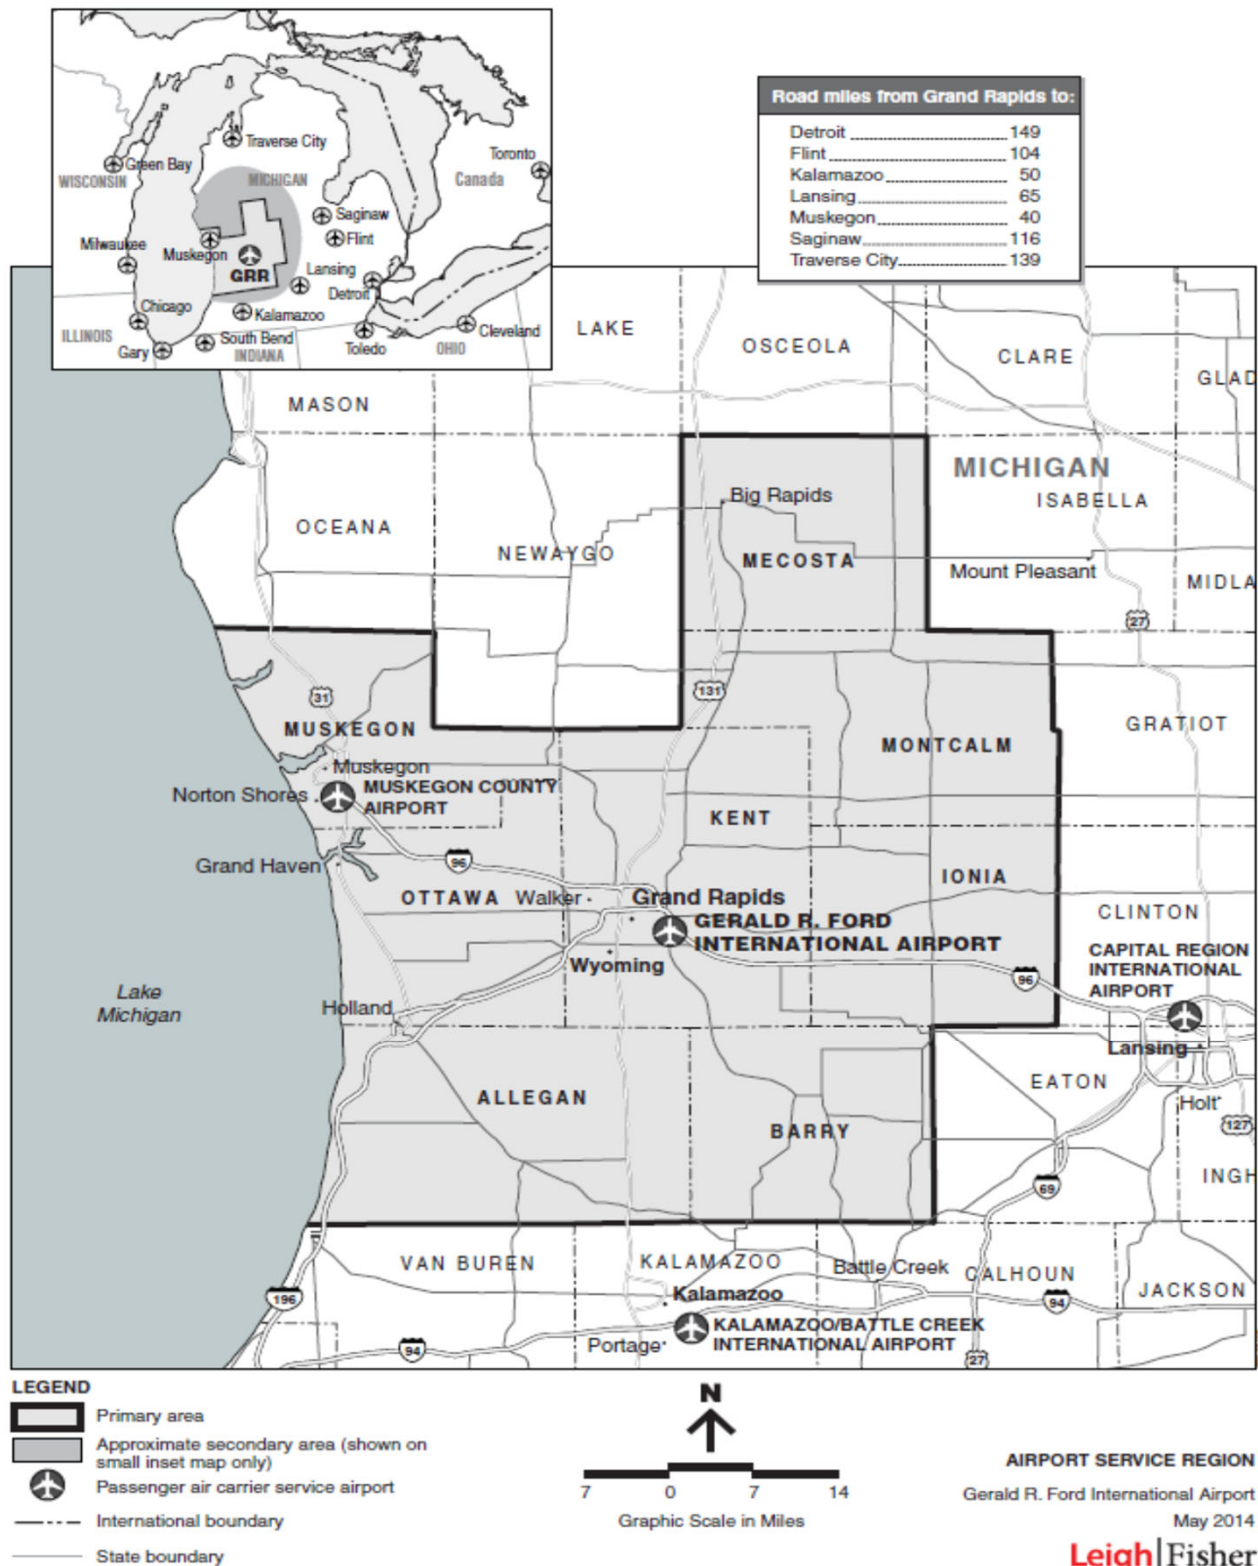 Traverse City
Green Bay
WISCONSIN
MICHIGAN
Toronto
Canada
Saginaw
Flint
Milwaukee
Muskegon
GRR
Lansing
Detroit
Chicago
Kalamazoo
ILLINOIS
South Bend
Cleveland
Gary
INDIANA
Toledo
OHIO
Road miles from Grand Rapids to:
Detroit 149
Flint 104
Kalamazoo 50
Lansing 65
Muskegon 40
Saginaw 116
Traverse City 139
LAKE
OSCEOLA
CLARE
GLAD
MASON
MICHIGAN
Big Rapids
ISABELLA
OCEANA
NEWAYGO
MECOSTA
Mount Pleasant
MIDLA
27
31
131
MUSKEGON
GRATIOT
MONTCALM
Muskegon
Norton Shores
MUSKEGON COUNTY
AIRPORT
KENT
Grand Haven
96
OTTAWA
Walker
Grand Rapids
IONIA
CLINTON
GERALD R. FORD
INTERNATIONAL AIRPORT
CAPITAL REGION
INTERNATIONAL
AIRPORT
Wyoming
96
Lake
Michigan
Holland
Lansing
EATON
ALLEGAN
Holt
127
BARRY
69
INGH
VAN BUREN
KALAMAZOO
Battle Creek
CALHOUN
JACKSON
196
Kalamazoo
94
KALAMAZOO/BATTLE CREEK
INTERNATIONAL AIRPORT
Portage
94
27
LEGEND
Primary area
Approximate secondary area (shown on
small inset map only)
Passenger air carrier service airport
International boundary
State boundary
N
7 0 7 14
Graphic Scale in Miles
AIRPORT SERVICE REGION
Gerald R. Ford International Airport
May 2014
Leigh|Fisher